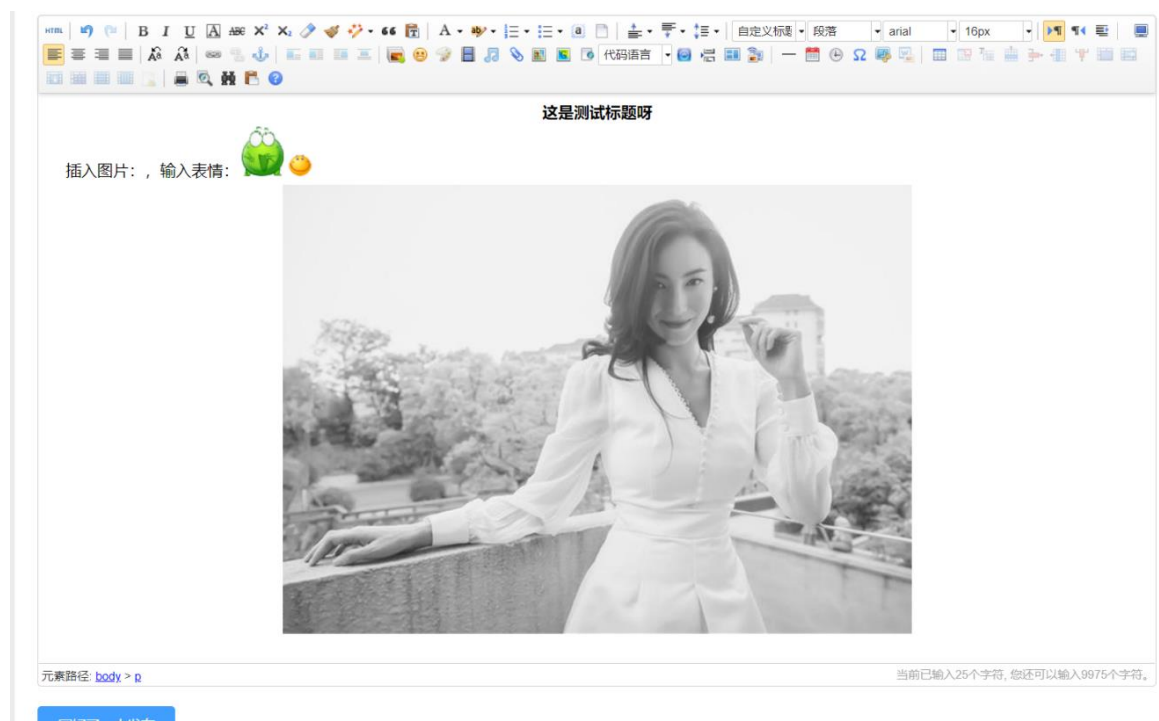 HTML
B I U A ABC X² X₂ 66 A ab a 自定义标题 段落 arial 16px
代码语言 Ω
这是测试标题呀
插入图片：，输入表情：
元素路径: body > p
当前已输入25个字符, 您还可以输入9975个字符。